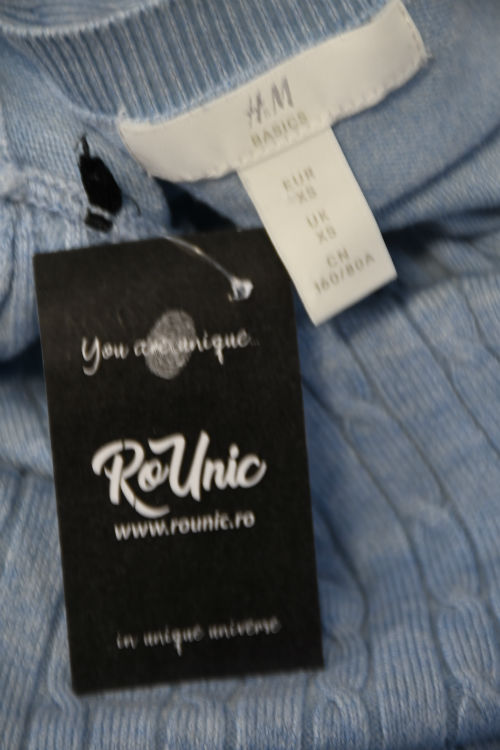 H&M
BASICS
EUR
XS
UK
XS
CN
160/80A
You are unique...
RoUnic
www.rounic.ro
in unique universe